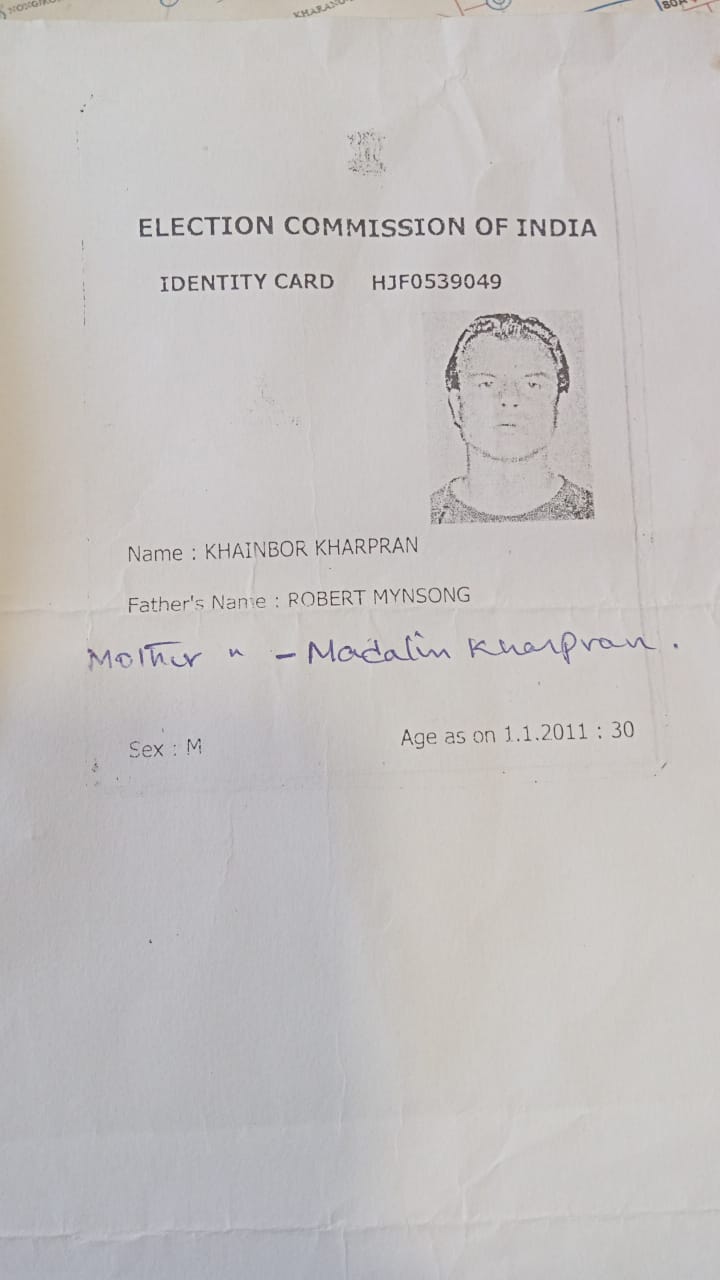 KHARANG
ELECTION COMMISSION OF INDIA
IDENTITY CARD HJF0539049
Name : KHAINBOR KHARPRAN
Father's Name : ROBERT MYNSONG
Mother " - Madalin Kharpran .
Sex : M Age as on 1.1.2011 : 30